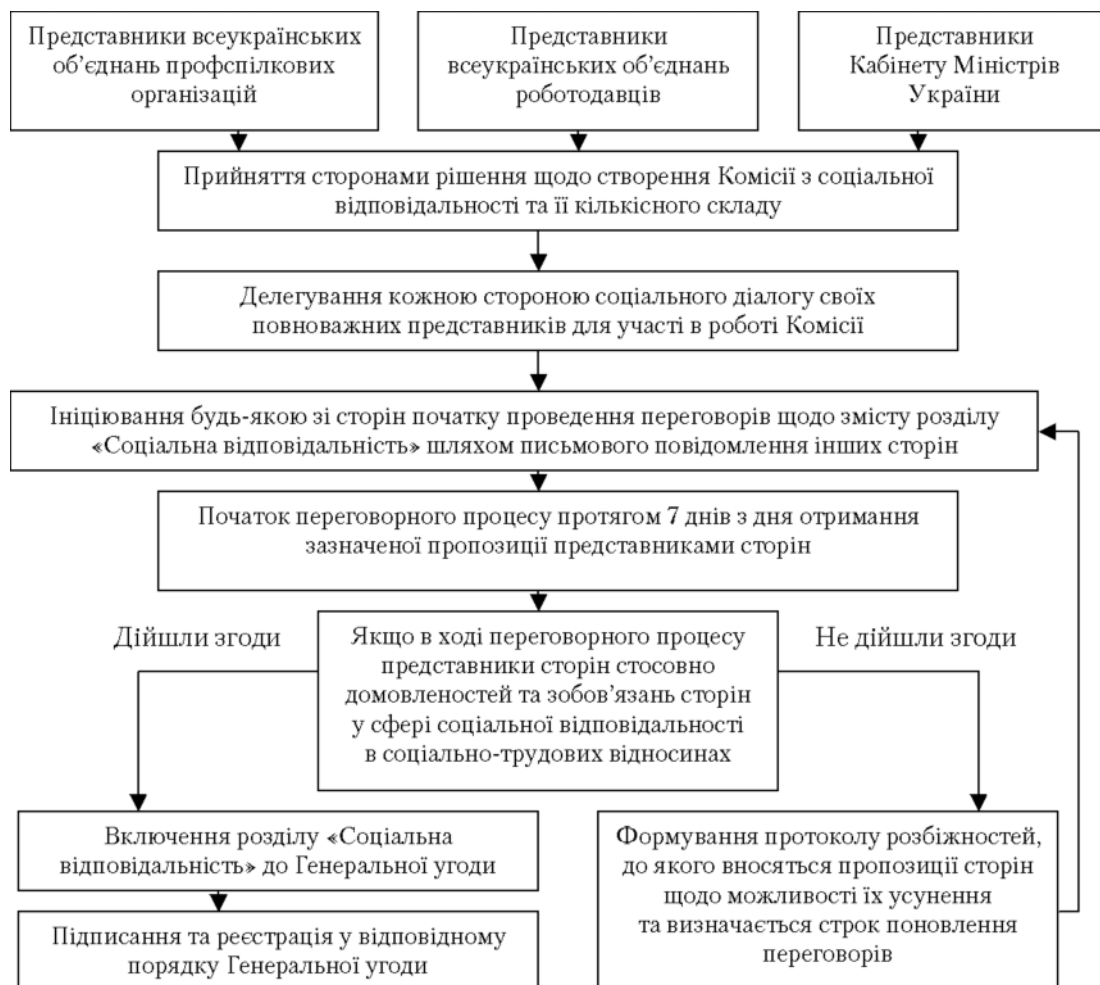 Представники всеукраїнських
об’єднань профспілкових
організацій
Представники
всеукраїнських об’єднань
роботодавців
Представники
Кабінету Міністрів
України
Прийняття сторонами рішення щодо створення Комісії з соціальної
відповідальності та її кількісного складу
Делегування кожною стороною соціального діалогу своїх
повноважних представників для участі в роботі Комісії
Ініціювання будь-якою зі сторін початку проведення переговорів щодо змісту розділу
«Соціальна відповідальність» шляхом письмового повідомлення інших сторін
Початок переговорного процесу протягом 7 днів з дня отримання
зазначеної пропозиції представниками сторін
Дійшли згоди
Якщо в ході переговорного процесу
представники сторін стосовно
домовленостей та зобов’язань сторін
у сфері соціальної відповідальності
в соціально-трудових відносинах
Не дійшли згоди
Включення розділу «Соціальна
відповідальність» до Генеральної угоди
Підписання та реєстрація у відповідному
порядку Генеральної угоди
Формування протоколу розбіжностей,
до якого вносяться пропозиції сторін
щодо можливості їх усунення
та визначається строк поновлення
переговорів